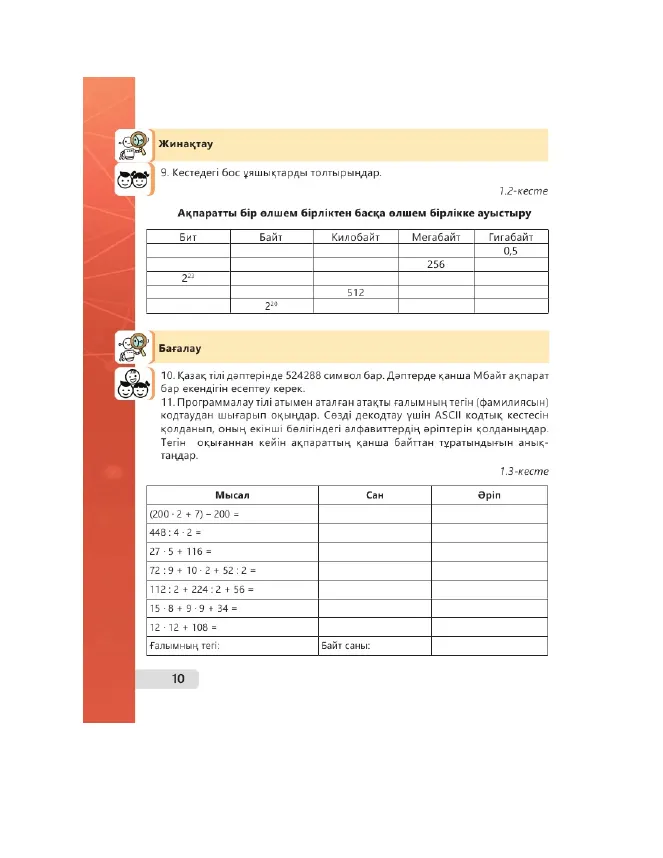 Жинақтау
9. Кестедегі бос ұяшықтарды толтырыңдар.
1.2-кесте
Ақпаратты бір өлшем бірліктен басқа өлшем бірлікке ауыстыру
Бит Байт Килобайт Мегабайт Гигабайт
0,5
256
2²³
512
2²⁰
Бағалау
10. Қазақ тілі дәптерінде 524288 символ бар. Дәптерде қанша Мбайт ақпарат
бар екендігін есептеу керек.
11. Программалау тілі атымен аталған атақты ғалымның тегін (фамилиясын)
кодтаудан шығарып оқыңдар. Сөзді декодтау үшін ASCII кодтық кестесін
қолданып, оның екінші бөлігіндегі алфавиттердің әріптерін қолданыңдар.
Тегін оқығаннан кейін ақпараттың қанша байттан тұратындығын анық-
таңдар.
1.3-кесте
Мысал Сан Әріп
(200 · 2 + 7) – 200 =
448 : 4 · 2 =
27 · 5 + 116 =
72 : 9 + 10 · 2 + 52 : 2 =
112 : 2 + 224 : 2 + 56 =
15 · 8 + 9 · 9 + 34 =
12 · 12 + 108 =
Ғалымның тегі: Байт саны:
10